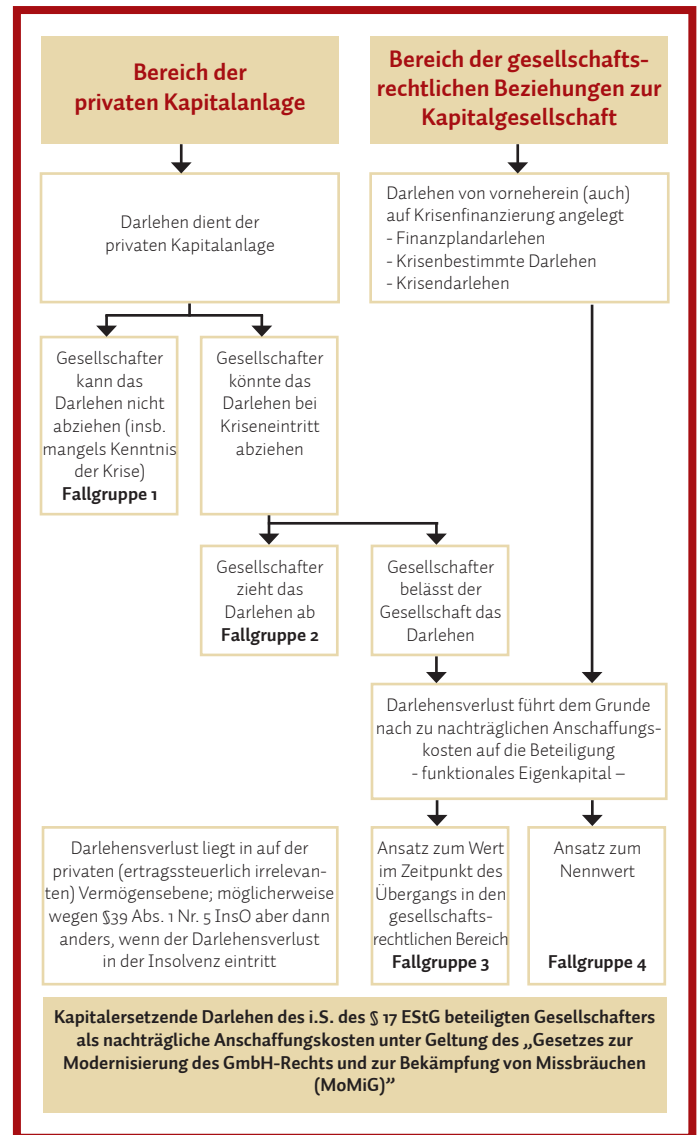 Bereich der
privaten Kapitalanlage
Bereich der gesellschafts-
rechtlichen Beziehungen zur
Kapitalgesellschaft
Darlehen dient der
privaten Kapitalanlage
Darlehen von vorneherein (auch)
auf Krisenfinanzierung angelegt
- Finanzplandarlehen
- Krisenbestimmte Darlehen
- Krisendarlehen
Gesellschafter
kann das
Darlehen nicht
abziehen (insb.
mangels Kenntnis
der Krise)
Fallgruppe 1
Gesellschafter
könnte das
Darlehen bei
Kriseneintritt
abziehen
Gesellschafter
zieht das
Darlehen ab
Fallgruppe 2
Gesellschafter
belässt der
Gesellschaft das
Darlehen
Darlehensverlust führt dem Grunde
nach zu nachträglichen Anschaffungs-
kosten auf die Beteiligung
- funktionales Eigenkapital –
Darlehensverlust liegt in auf der
privaten (ertragssteuerlich irrelevan-
ten) Vermögensebene; möglicherweise
wegen §39 Abs. 1 Nr. 5 InsO aber dann
anders, wenn der Darlehensverlust
in der Insolvenz eintritt
Ansatz zum Wert
im Zeitpunkt des
Übergangs in den
gesellschafts-
rechtlichen Bereich
Fallgruppe 3
Ansatz zum
Nennwert
Fallgruppe 4
Kapitalersetzende Darlehen des i.S. des § 17 EStG beteiligten Gesellschafters
als nachträgliche Anschaffungskosten unter Geltung des „Gesetzes zur
Modernisierung des GmbH-Rechts und zur Bekämpfung von Missbräuchen
(MoMiG)”